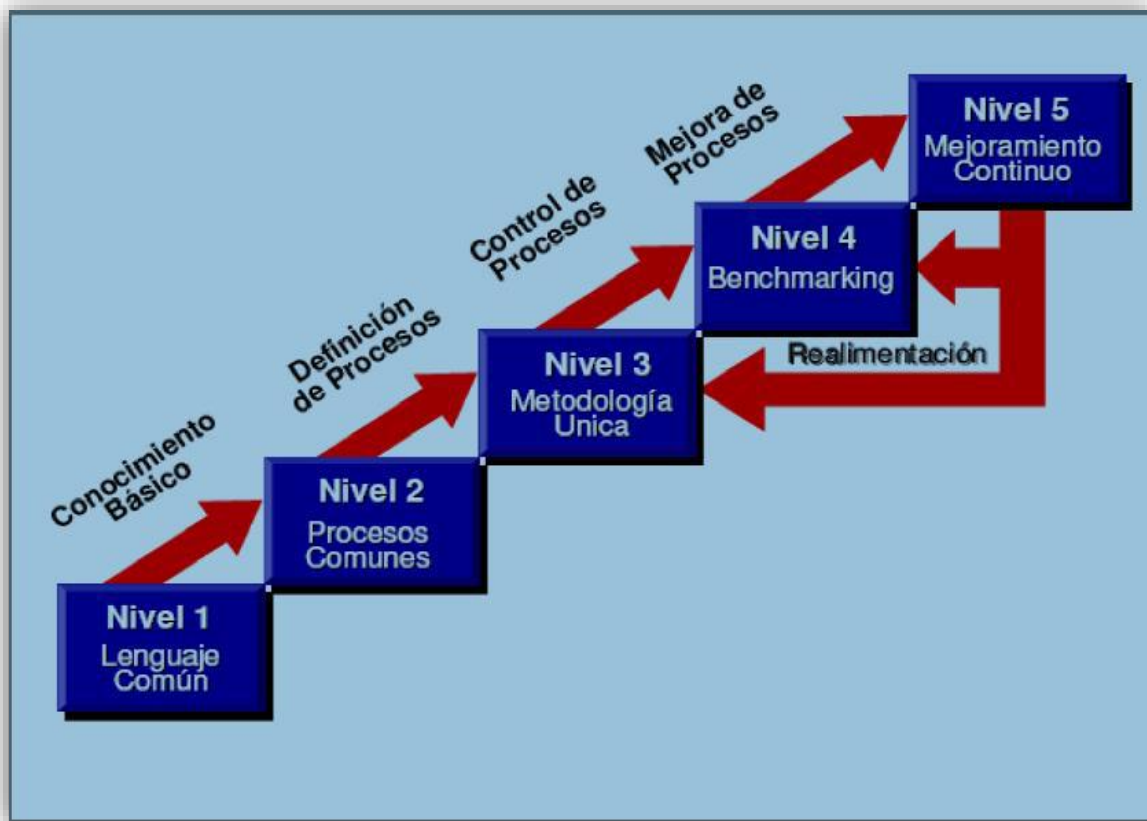 Nivel 5
Mejoramiento
Continuo
Mejora de
Procesos
Nivel 4
Benchmarking
Control de
Procesos
Realimentación
Nivel 3
Metodología
Unica
Definición
de Procesos
Nivel 2
Procesos
Comunes
Conocimiento
Básico
Nivel 1
Lenguaje
Común